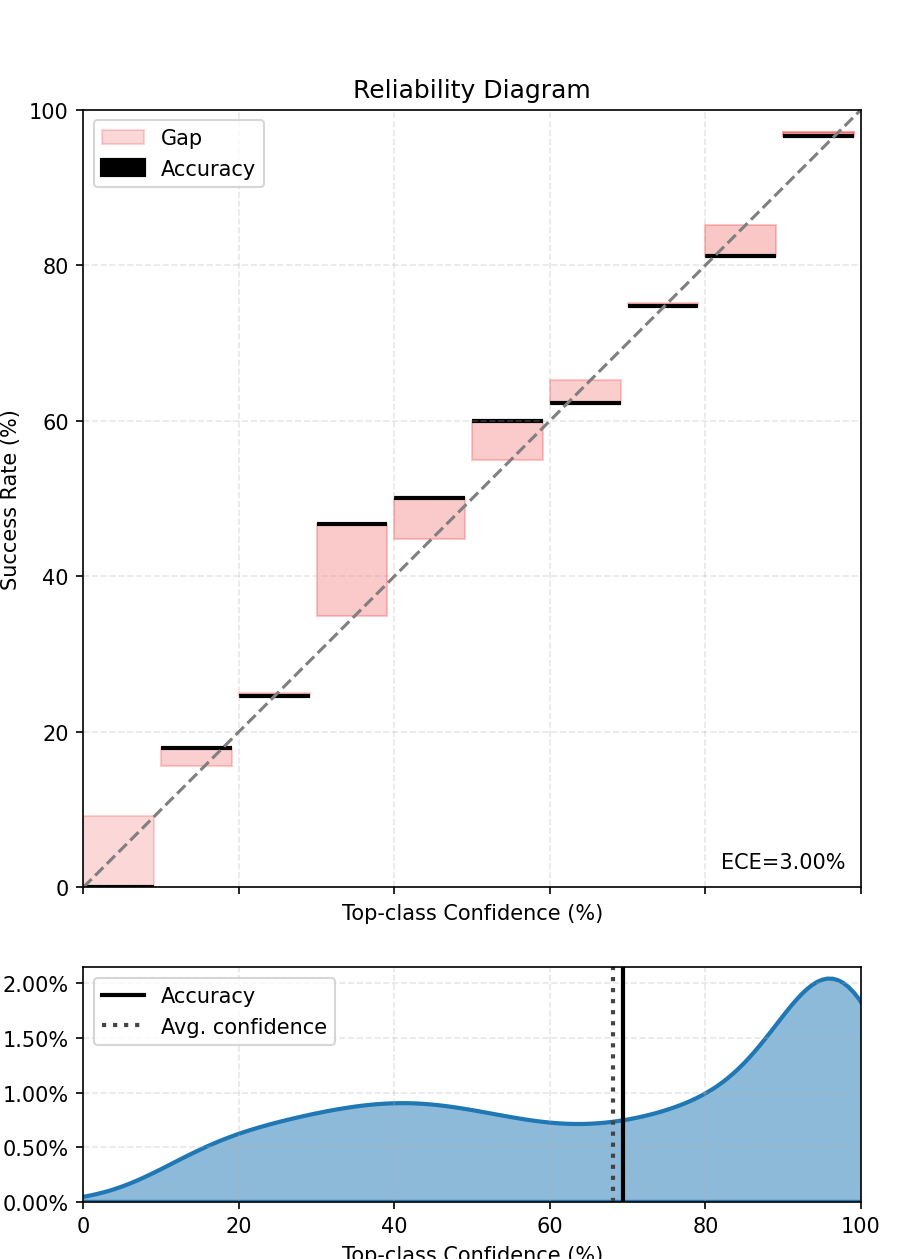 Reliability Diagram
100
80
60
40
20
0
Success Rate (%)
Gap
Accuracy
ECE=3.00%
Top-class Confidence (%)
2.00%
1.50%
1.00%
0.50%
0.00%
Accuracy
Avg. confidence
0 20 40 60 80 100
Top-class Confidence (%)